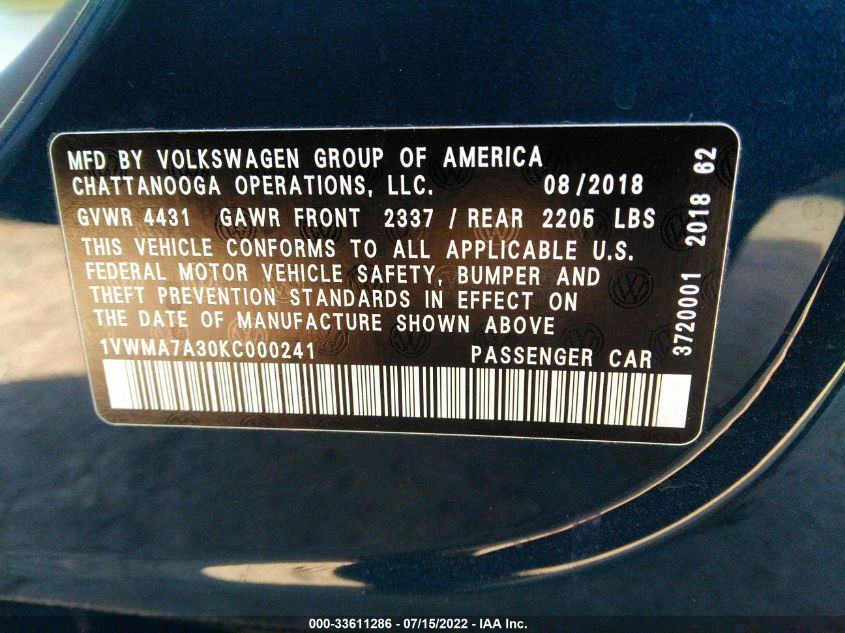 MFD BY VOLKSWAGEN GROUP OF AMERICA
CHATTANOOGA OPERATIONS, LLC. 08/2018
GVWR 4431 GAWR FRONT 2337 / REAR 2205 LBS
THIS VEHICLE CONFORMS TO ALL APPLICABLE U.S.
FEDERAL MOTOR VEHICLE SAFETY, BUMPER AND
THEFT PREVENTION STANDARDS IN EFFECT ON
THE DATE OF MANUFACTURE SHOWN ABOVE
1VWMA7A30KC000241 PASSENGER CAR
3720001 2018 62
000-33611286 - 07/15/2022 - IAA Inc.